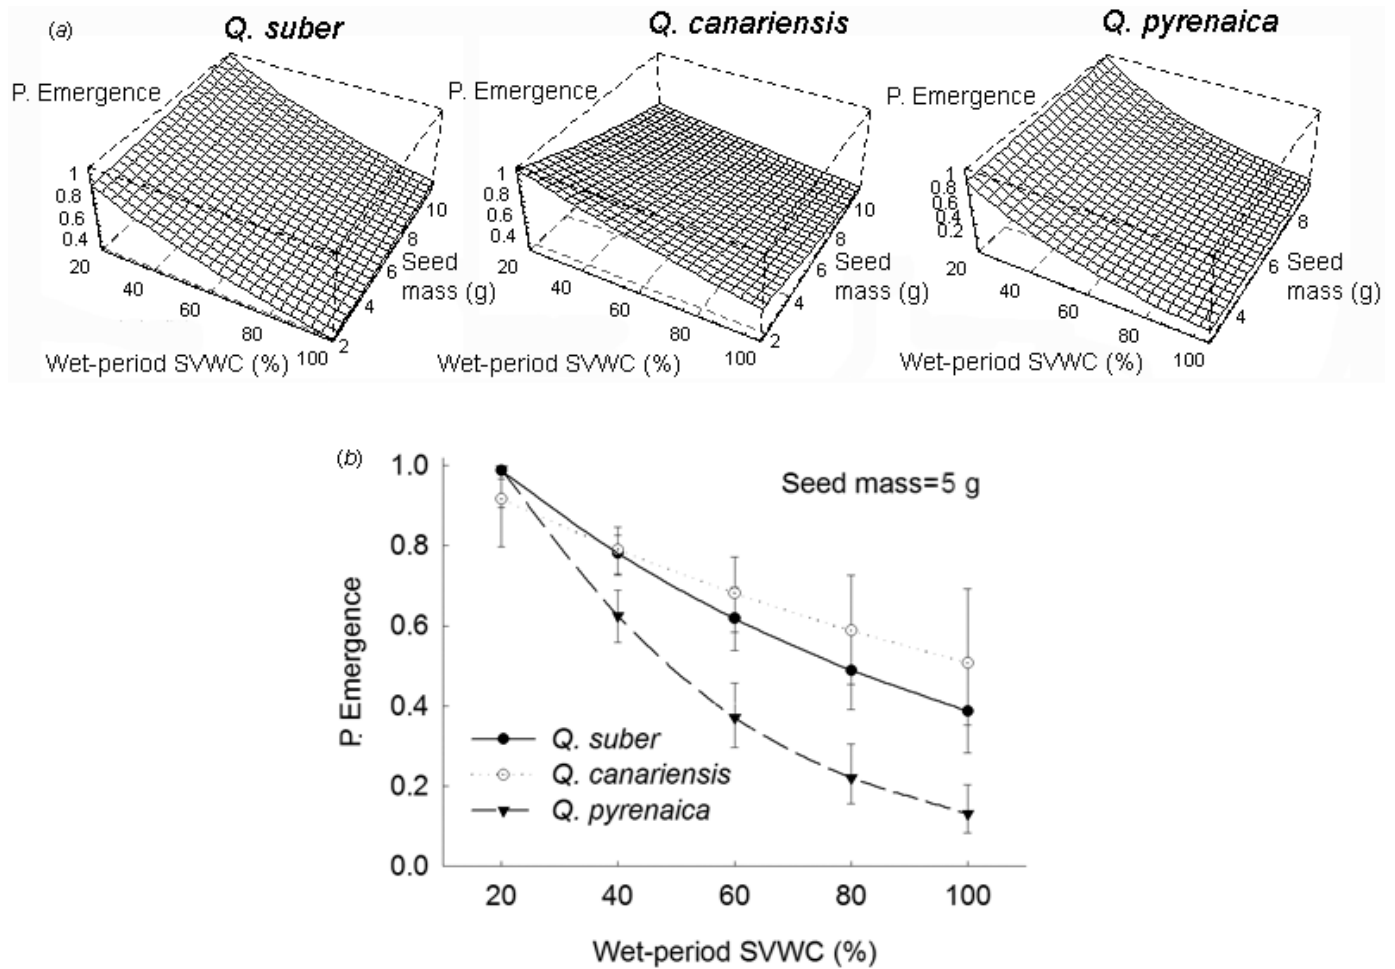 (a)
Q. suber
Q. canariensis
Q. pyrenaica
P. Emergence
1
0.8
0.6
0.4
20
40
60
80
100
2
4
6
8
10
Seed
mass (g)
Wet-period SVWC (%)
P. Emergence
1
0.8
0.6
0.4
20
40
60
80
100
2
4
6
8
10
Seed
mass (g)
Wet-period SVWC (%)
P. Emergence
1
0.8
0.6
0.4
0.2
20
40
60
80
100
4
6
8
Seed
mass (g)
Wet-period SVWC (%)
(b)
Seed mass=5 g
P. Emergence
1.0
0.8
0.6
0.4
0.2
0.0
Q. suber
Q. canariensis
Q. pyrenaica
20 40 60 80 100
Wet-period SVWC (%)